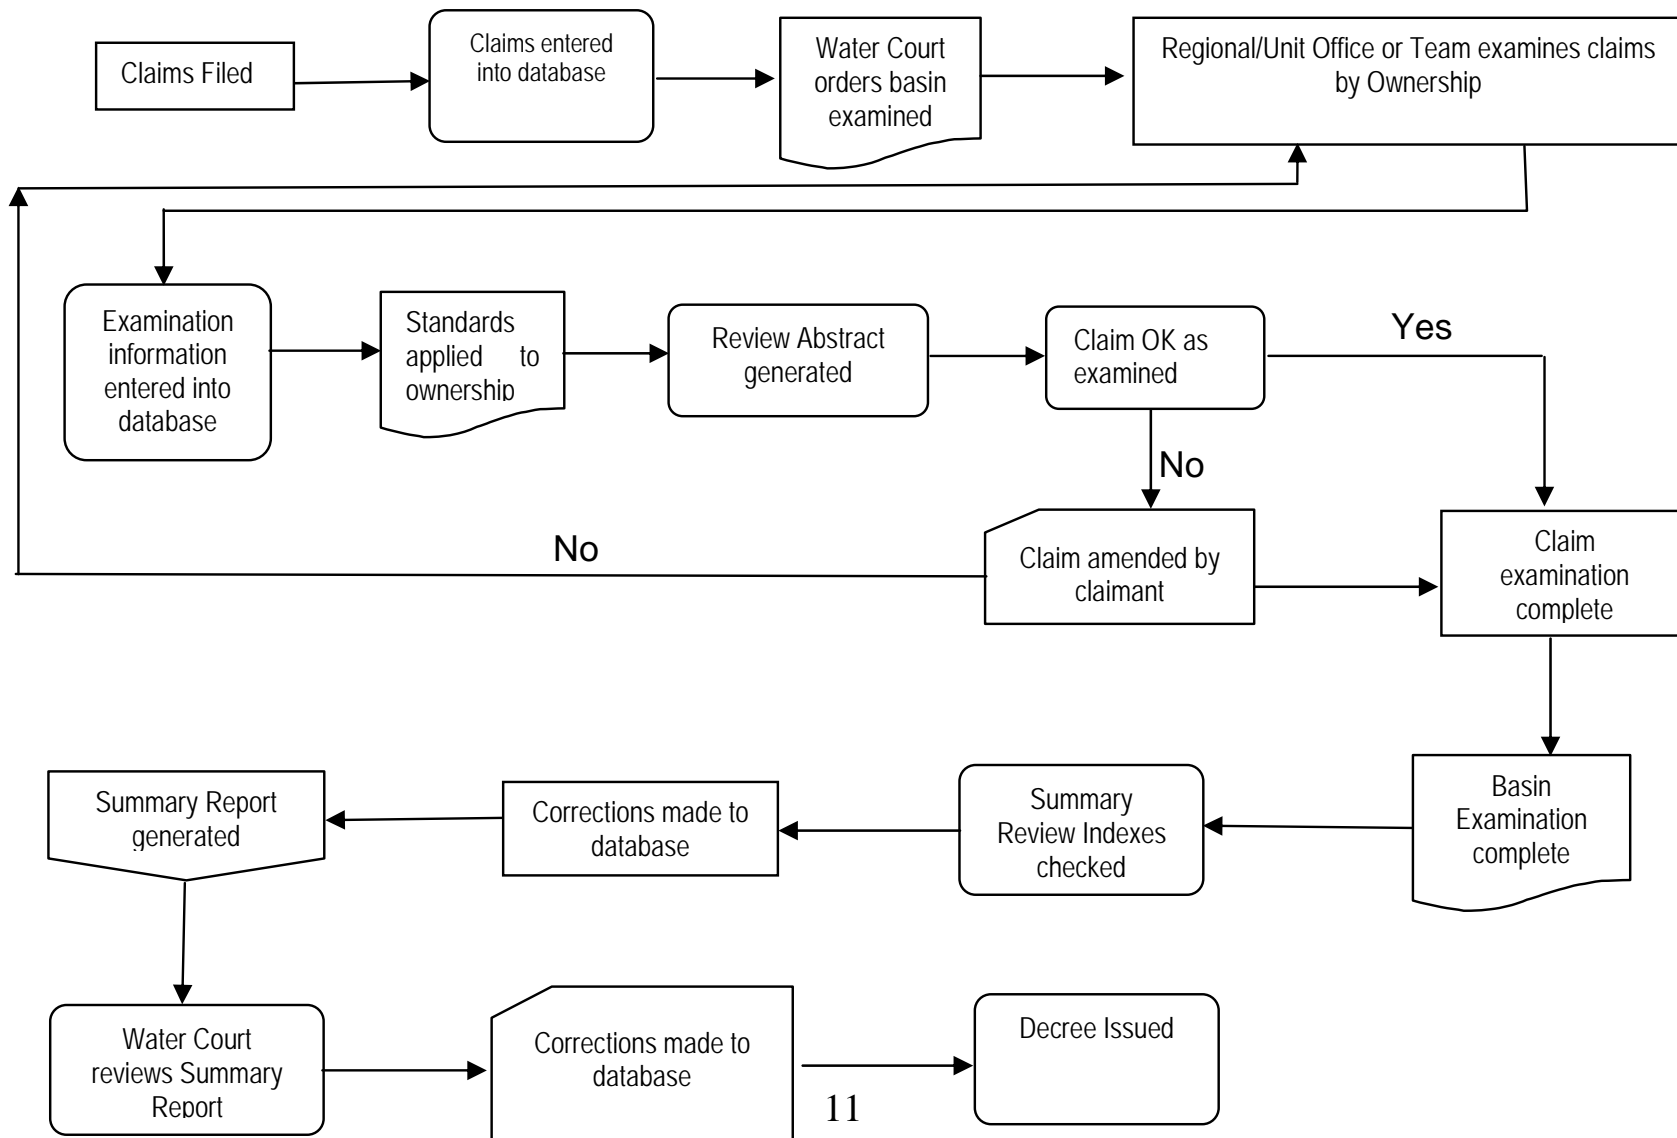 Claims Filed
Claims entered
into database
Water Court
orders basin
examined
Regional/Unit Office or Team examines claims
by Ownership
Examination
information
entered into
database
Standards
applied to
ownership
Review Abstract
generated
Claim OK as
examined
Yes
No
No
Claim amended by
claimant
Claim
examination
complete
Summary Report
generated
Corrections made to
database
Summary
Review Indexes
checked
Basin
Examination
complete
Water Court
reviews Summary
Report
Corrections made to
database
Decree Issued
11